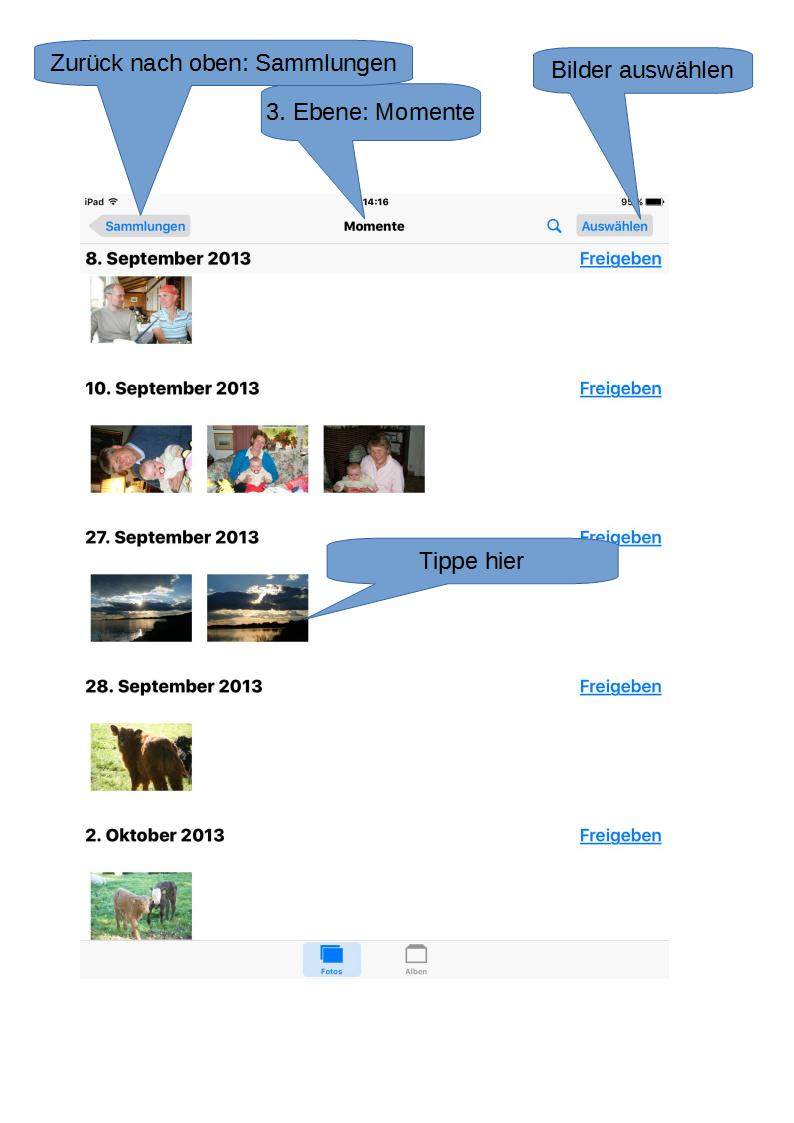 Zurück nach oben: Sammlungen
Bilder auswählen
3. Ebene: Momente
iPad
14:16
Sammlungen
Momente
Auswählen
8. September 2013
Freigeben
10. September 2013
Freigeben
27. September 2013
Freigeben
Tippe hier
28. September 2013
Freigeben
2. Oktober 2013
Freigeben
Fotos
Alben